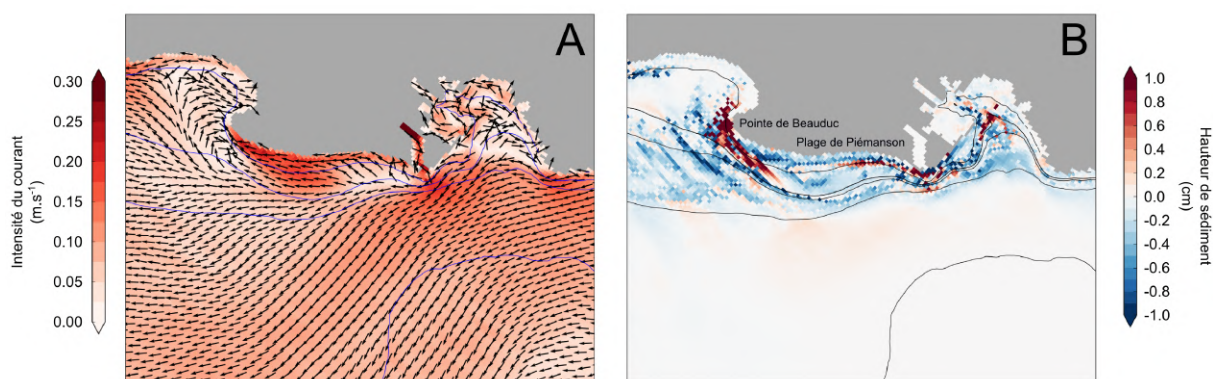 A
B
Intensité du courant
(m.s⁻¹)
0.30
0.25
0.20
0.15
0.10
0.05
0.00
Pointe de Beauduc
Plage de Piémanson
1.0
0.8
0.6
0.4
0.2
0.0
-0.2
-0.4
-0.6
-0.8
-1.0
Hauteur de sédiment
(cm)